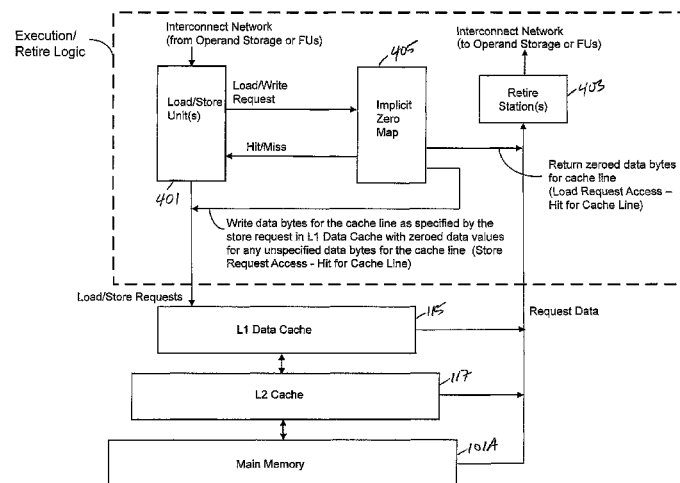 Execution/
Retire Logic
Interconnect Network
(from Operand Storage or FUs)
405
Interconnect Network
(to Operand Storage or FUs)
Load/Store
Unit(s)
Load/Write
Request
Hit/Miss
Implicit
Zero
Map
Retire
Station(s)
403
401
Return zeroed data bytes
for cache line
(Load Request Access –
Hit for Cache Line)
Write data bytes for the cache line as specified by the
store request in L1 Data Cache with zeroed data values
for any unspecified data bytes for the cache line (Store
Request Access - Hit for Cache Line)
Load/Store Requests
Request Data
L1 Data Cache
115
L2 Cache
117
Main Memory
101A